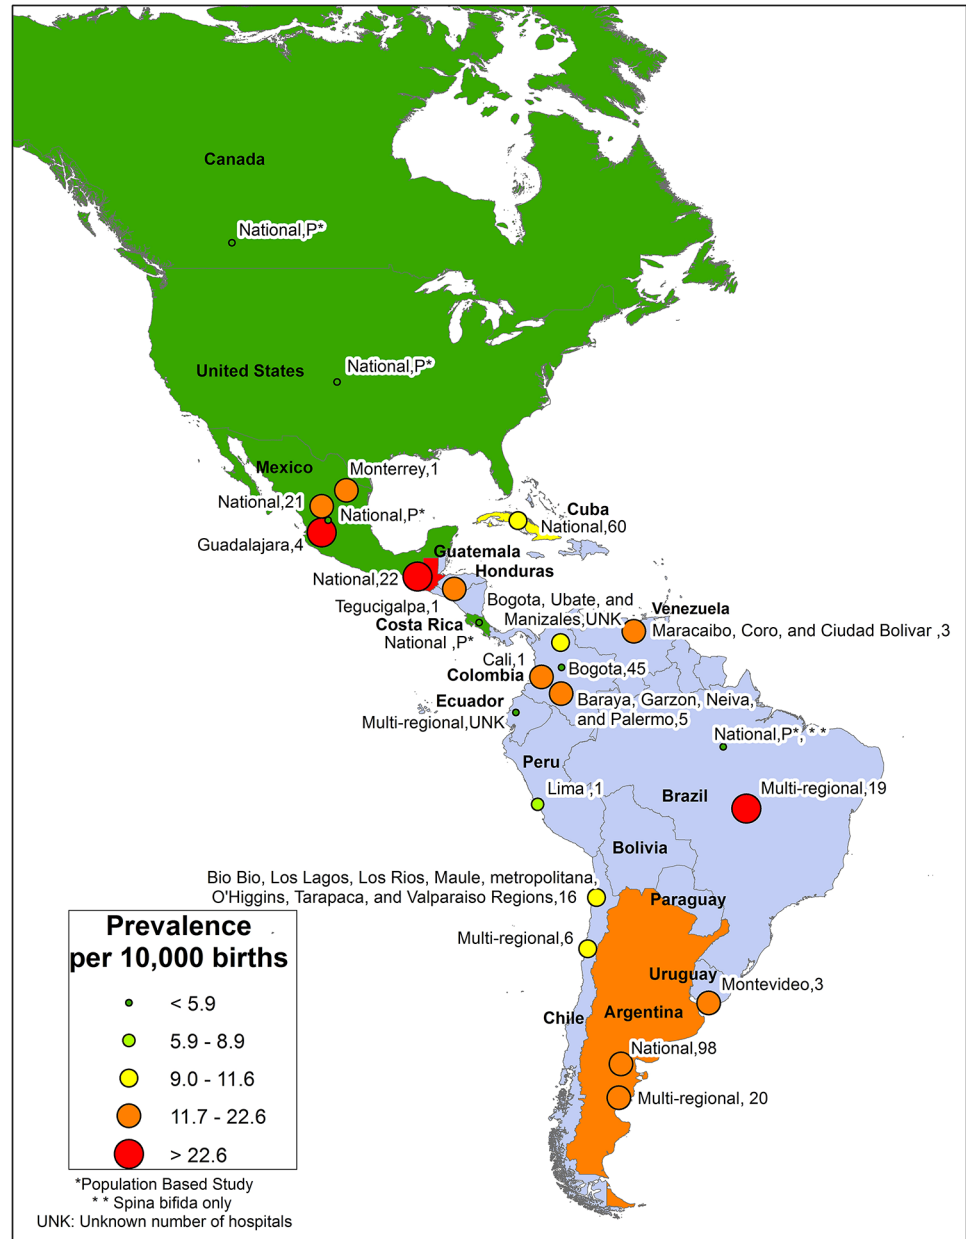 Canada
National,P*
United States
National,P*
Mexico
Monterrey,1
National,21
National,P*
Guadalajara,4
Cuba
National,60
Guatemala
National,22
Honduras
Tegucigalpa,1
Bogota, Ubate, and
Manizales,UNK
Venezuela
Maracaibo, Coro, and Ciudad Bolivar ,3
Costa Rica
National ,P*
Cali,1
Colombia
Bogota,45
Baraya, Garzon, Neiva,
and Palermo,5
Ecuador
Multi-regional,UNK
National,P*, * *
Peru
Lima ,1
Brazil
Multi-regional,19
Bolivia
Bio Bio, Los Lagos, Los Rios, Maule, metropolitana,
O'Higgins, Tarapaca, and Valparaiso Regions,16
Paraguay
Multi-regional,6
Uruguay
Montevideo,3
Chile
Argentina
National,98
Multi-regional, 20
Prevalence
per 10,000 births
< 5.9
5.9 - 8.9
9.0 - 11.6
11.7 - 22.6
> 22.6
*Population Based Study
* * Spina bifida only
UNK: Unknown number of hospitals